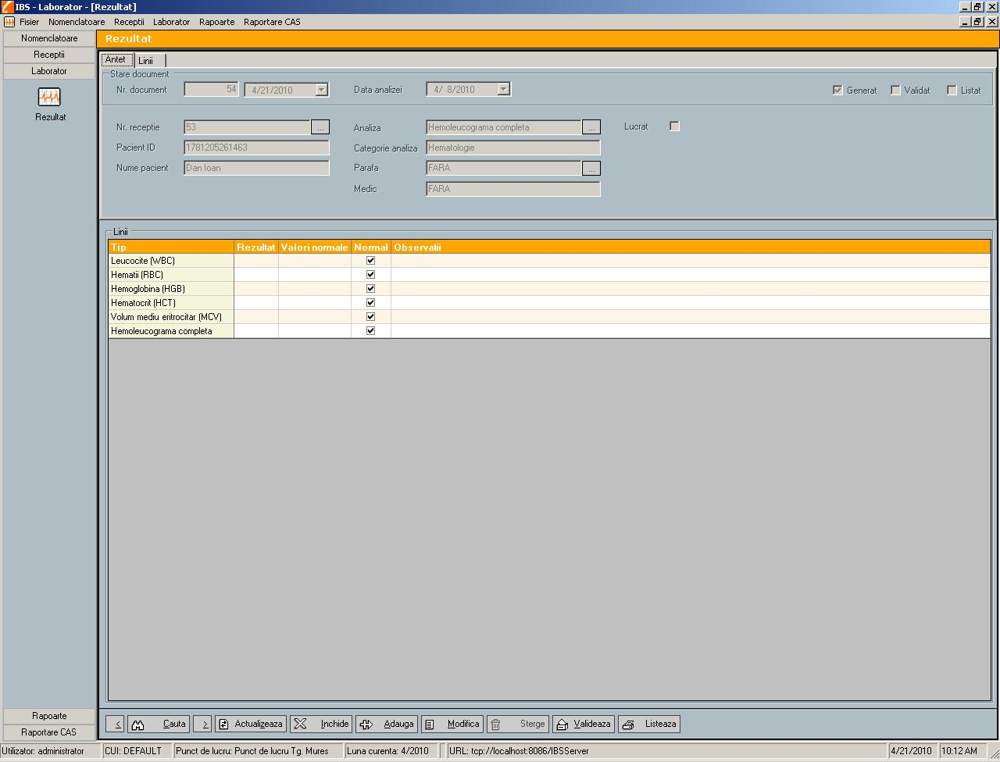 IBS - Laborator - [Rezultat]
Fisier Nomenclatoare Receptii Laborator Rapoarte Raportare CAS
Nomenclatoare
Receptii
Laborator
Rezultat
Rapoarte
Raportare CAS
Rezultat
Antet Linii
Stare document
Nr. document 54 4/21/2010 Data analizei 4/ 8/2010 Generat Validat Listat
Nr. receptie 53 ... Analiza Hemoleucograma completa ... Lucrat
Pacient ID 1781205261463 Categorie analiza Hematologie
Nume pacient Dan Ioan Parafa FARA ...
Medic FARA
Linii
Tip Rezultat Valori normale Normal Observatii
Leucocite (WBC)
Hematii (RBC)
Hemoglobina (HGB)
Hematocrit (HCT)
Volum mediu eritrocitar (MCV)
Hemoleucograma completa
< Cauta > Actualizeaza Inchide Adauga Modifica Sterge Valideaza Listeaza
Utilizator: administrator CUI: DEFAULT Punct de lucru: Punct de lucru Tg. Mures Luna curenta: 4/2010 URL: tcp://localhost:8086/IBSServer 4/21/2010 10:12 AM